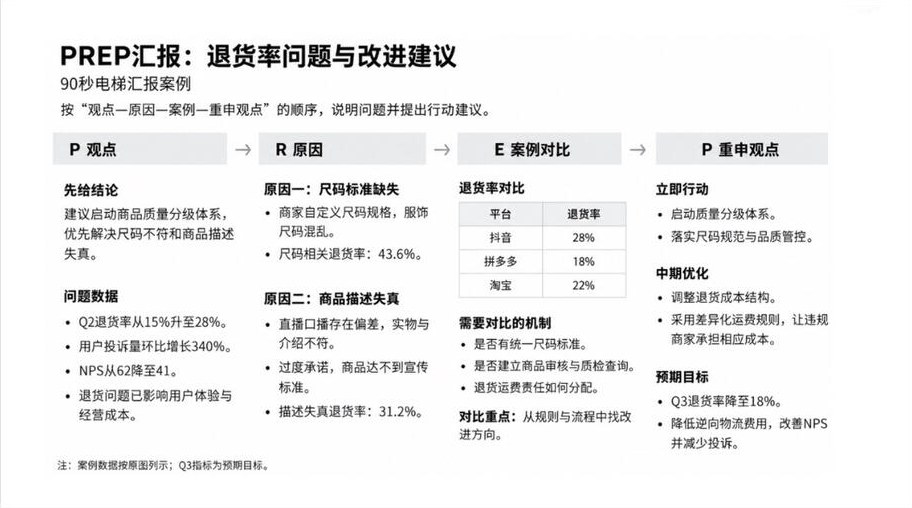 PREP汇报：退货率问题与改进建议
90秒电梯汇报案例
按“观点—原因—案例—重申观点”的顺序，说明问题并提出行动建议。
P 观点
先给结论
建议启动商品质量分级体系，
优先解决尺码不符和商品描述
失真。
问题数据
• Q2退货率从15%升至28%。
• 用户投诉量环比增长340%。
• NPS从62降至41。
• 退货问题已影响用户体验与
经营成本。
→
R 原因
原因一：尺码标准缺失
• 商家自定义尺码规格，服饰
尺码混乱。
• 尺码相关退货率：43.6%。
原因二：商品描述失真
• 直播口播存在偏差，实物与
介绍不符。
• 过度承诺，商品达不到宣传
标准。
• 描述失真退货率：31.2%。
→
E 案例对比
退货率对比
平台 退货率
抖音 28%
拼多多 18%
淘宝 22%
需要对比的机制
• 是否有统一尺码标准。
• 是否建立商品审核与质检查询。
• 退货运费责任如何分配。
对比重点：从规则与流程中找改
进方向。
→
P 重申观点
立即行动
• 启动质量分级体系。
• 落实尺码规范与品质管控。
中期优化
• 调整退货成本结构。
• 采用差异化运费规则，让违规
商家承担相应成本。
预期目标
• Q3退货率降至18%。
• 降低逆向物流费用，改善NPS
并减少投诉。
注：案例数据按原图列示；Q3指标为预期目标。